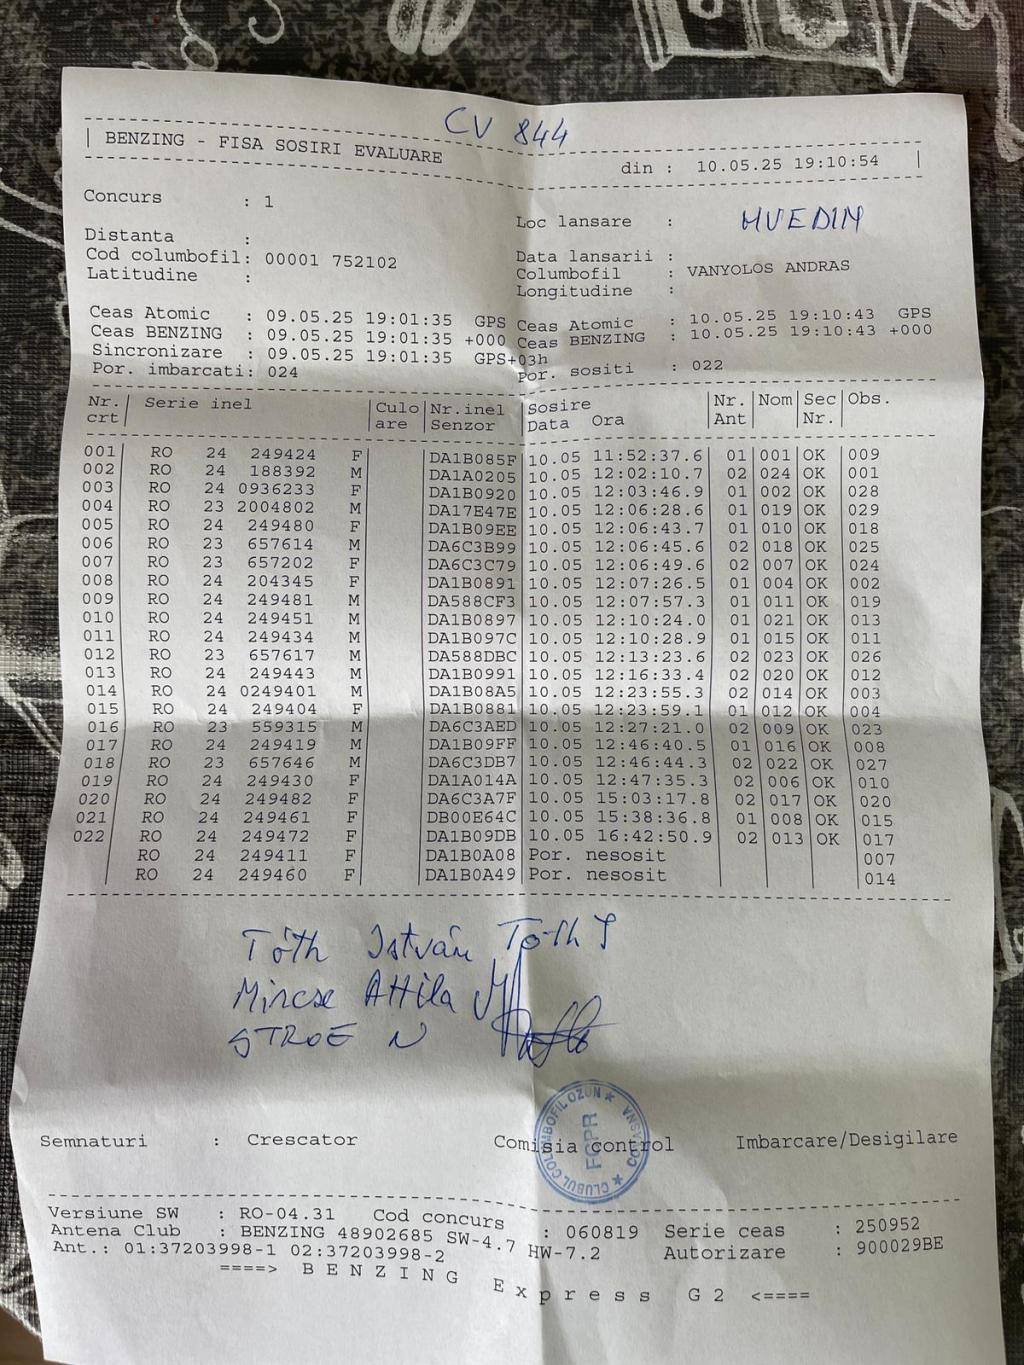 CV 844
| BENZING - FISA SOSIRI EVALUARE din : 10.05.25 19:10:54 |
Concurs : 1 Loc lansare : HUEDIN
Distanta : Data lansarii :
Cod columbofil: 00001 752102 Columbofil : VANYOLOS ANDRAS
Latitudine : Longitudine :
Ceas Atomic : 09.05.25 19:01:35 GPS Ceas Atomic : 10.05.25 19:10:43 GPS
Ceas BENZING : 09.05.25 19:01:35 +000 Ceas BENZING : 10.05.25 19:10:43 +000
Sincronizare : 09.05.25 19:01:35 GPS+03h
Por. imbarcati: 024 Por. sositi : 022
Nr. | Serie inel | Culo | Nr.inel | Sosire | Nr. | Nom | Sec | Obs.
crt | | are | Senzor | Data Ora | Ant | | Nr. |
001 RO 24 249424 F DA1B085F 10.05 11:52:37.6 01 001 OK 009
002 RO 24 188392 M DA1A0205 10.05 12:02:10.7 02 024 OK 001
003 RO 24 0936233 F DA1B0920 10.05 12:03:46.9 01 002 OK 028
004 RO 23 2004802 M DA17E47E 10.05 12:06:28.6 01 019 OK 029
005 RO 24 249480 F DA1B09EE 10.05 12:06:43.7 01 010 OK 018
006 RO 23 657614 M DA6C3B99 10.05 12:06:45.6 02 018 OK 025
007 RO 23 657202 F DA6C3C79 10.05 12:06:49.6 02 007 OK 024
008 RO 24 204345 F DA1B0891 10.05 12:07:26.5 01 004 OK 002
009 RO 24 249481 M DA588CF3 10.05 12:07:57.3 01 011 OK 019
010 RO 24 249451 M DA1B0897 10.05 12:10:24.0 01 021 OK 013
011 RO 24 249434 M DA1B097C 10.05 12:10:28.9 01 015 OK 011
012 RO 23 657617 M DA588DBC 10.05 12:13:23.6 02 023 OK 026
013 RO 24 249443 M DA1B0991 10.05 12:16:33.4 02 020 OK 012
014 RO 24 0249401 M DA1B08A5 10.05 12:23:55.3 02 014 OK 003
015 RO 24 249404 F DA1B0881 10.05 12:23:59.1 01 012 OK 004
016 RO 23 559315 M DA6C3AED 10.05 12:27:21.0 02 009 OK 023
017 RO 24 249419 M DA1B09FF 10.05 12:46:40.5 01 016 OK 008
018 RO 23 657646 M DA6C3DB7 10.05 12:46:44.3 02 022 OK 027
019 RO 24 249430 F DA1A014A 10.05 12:47:35.3 02 006 OK 010
020 RO 24 249482 F DA6C3A7F 10.05 15:03:17.8 02 017 OK 020
021 RO 24 249461 F DB00E64C 10.05 15:38:36.8 01 008 OK 015
022 RO 24 249472 F DA1B09DB 10.05 16:42:50.9 02 013 OK 017
RO 24 249411 F DA1B0A08 Por. nesosit 007
RO 24 249460 F DA1B0A49 Por. nesosit 014
Tóth István Tóth I
Mincse Attila
STROE N
CLUBUL COLUMBOFIL OZUN * COVASNA *
FCPR
Semnaturi : Crescator Comisia control Imbarcare/Desigilare
Versiune SW : RO-04.31 Cod concurs : 060819 Serie ceas : 250952
Antena Club : BENZING 48902685 SW-4.7 HW-7.2 Autorizare : 900029BE
Ant.: 01:37203998-1 02:37203998-2
====> B E N Z I N G E x p r e s s G 2 <====